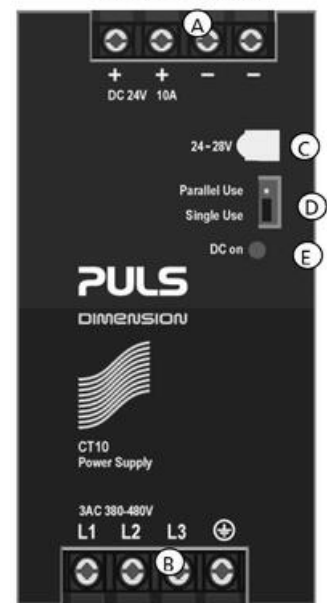 A
+ + − −
DC 24V 10A
24-28V C
Parallel Use
Single Use D
DC on E
PULS
DIMENSION
CT10
Power Supply
3AC 380-480V
L1 L2 L3
B